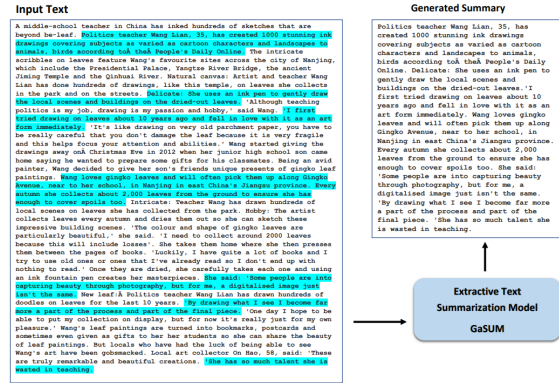 Input Text
A middle-school teacher in China has inked hundreds of sketches that are
beyond be-leaf. Politics teacher Wang Lian, 35, has created 1000 stunning ink
drawings covering subjects as varied as cartoon characters and landscapes to
animals, birds according toÂ the People's Daily Online. The intricate
scribbles on leaves feature Wang's favourite sites across the city of Nanjing,
which include the Presidential Palace, Yangtze River Bridge, the ancient
Jiming Temple and the Qinhuai River. Natural canvas: Artist and teacher Wang
Lian has done hundreds of drawings, like this temple, on leaves she collects
in the park and on the streets. Delicate: She uses an ink pen to gently draw
the local scenes and buildings on the dried-out leaves. 'Although teaching
politics is my job, drawing is my passion and hobby,' said Wang. 'I first
tried drawing on leaves about 10 years ago and fell in love with it as an art
form immediately. 'It's like drawing on very old parchment paper, you have to
be really careful that you don't damage the leaf because it is very fragile
and this helps focus your attention and abilities.' Wang started giving the
drawings away onÂ Christmas Eve in 2012 when her junior high school son came
home saying he wanted to prepare some gifts for his classmates. Being an avid
painter, Wang decided to give her son's friends unique presents of gingko leaf
paintings. Wang loves gingko leaves and will often pick them up along Gingko
Avenue, near to her school, in Nanjing in east China's Jiangsu province. Every
autumn she collects about 2,000 leaves from the ground to ensure she has
enough to cover spoils too. Intricate: Teacher Wang has drawn hundreds of
local scenes on leaves she has collected from the park. Hobby: The artist
collects leaves every autumn and dries them out so she can sketch these
impressive building scenes. 'The colour and shape of gingko leaves are
particularly beautiful,' she said. 'I need to collect around 2000 leaves
because this will include losses'. She takes them home where she then presses
them between the pages of books. 'Luckily, I have quite a lot of books and I
try to use old ones or ones that I've already read so I don't end up with
nothing to read.' Once they are dried, she carefully takes each one and using
an ink fountain pen creates her masterpieces. She said: 'Some people are into
capturing beauty through photography, but for me, a digitalised image just
isn't the same. New leaf:Â Politics teacher Wang Lian has drawn hundreds of
doodles on leaves for the last 10 years. 'By drawing what I see I become far
more a part of the process and part of the final piece. 'One day I hope to be
able to put my collection on display, but for now it's really just for my own
pleasure.' Wang's leaf paintings are turned into bookmarks, postcards and
sometimes even given as gifts to her her students so she can share the beauty
of leaf paintings. But locals who have had the luck of being able to see
Wang's art have been gobsmacked. Local art collector On Hao, 58, said: 'These
are truly remarkable and beautiful creations. 'She has so much talent she is
wasted in teaching.
Generated Summary
Politics teacher Wang Lian, 35, has
created 1000 stunning ink drawings
covering subjects as varied as cartoon
characters and landscapes to animals,
birds according toÂ the People's Daily
Online. Delicate: She uses an ink pen to
gently draw the local scenes and
buildings on the dried-out leaves.'I
first tried drawing on leaves about 10
years ago and fell in love with it as an
art form immediately. Wang loves gingko
leaves and will often pick them up along
Gingko Avenue, near to her school, in
Nanjing in east China's Jiangsu province.
Every autumn she collects about 2,000
leaves from the ground to ensure she has
enough to cover spoils too. She said:
'Some people are into capturing beauty
through photography, but for me, a
digitalised image just isn't the same.
'By drawing what I see I become far more
a part of the process and part of the
final piece. 'She has so much talent she
is wasted in teaching.
Extractive Text
Summarization Model
GaSUM